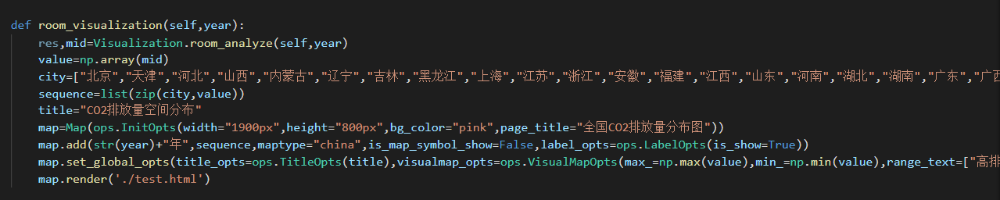 def room_visualization(self,year):
res,mid=Visualization.room_analyze(self,year)
value=np.array(mid)
city=["北京","天津","河北","山西","内蒙古","辽宁","吉林","黑龙江","上海","江苏","浙江","安徽","福建","江西","山东","河南","湖北","湖南","广东","广西
sequence=list(zip(city,value))
title="CO2排放量空间分布"
map=Map(ops.InitOpts(width="1900px",height="800px",bg_color="pink",page_title="全国CO2排放量分布图"))
map.add(str(year)+"年",sequence,maptype="china",is_map_symbol_show=False,label_opts=ops.LabelOpts(is_show=True))
map.set_global_opts(title_opts=ops.TitleOpts(title),visualmap_opts=ops.VisualMapOpts(max_=np.max(value),min_=np.min(value),range_text=["高排
map.render('./test.html')